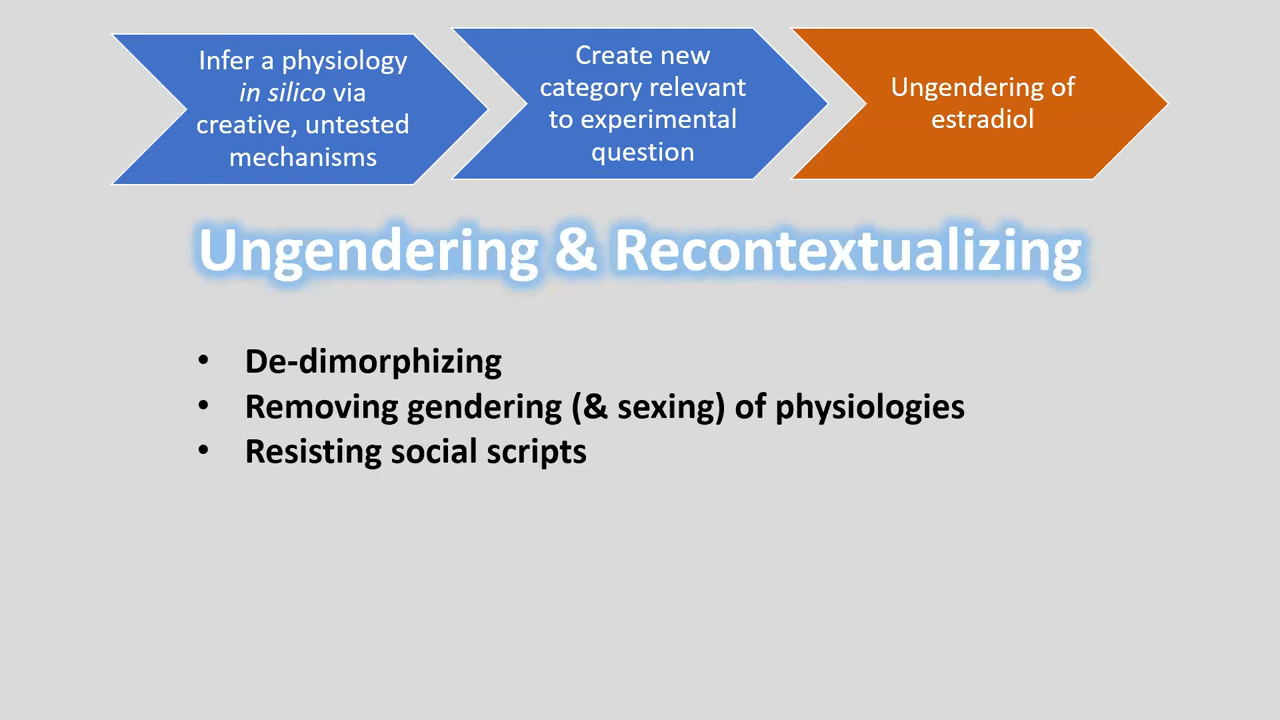 Infer a physiology
in silico via
creative, untested
mechanisms
Create new
category relevant
to experimental
question
Ungendering of
estradiol
Ungendering & Recontextualizing
• De-dimorphizing
• Removing gendering (& sexing) of physiologies
• Resisting social scripts